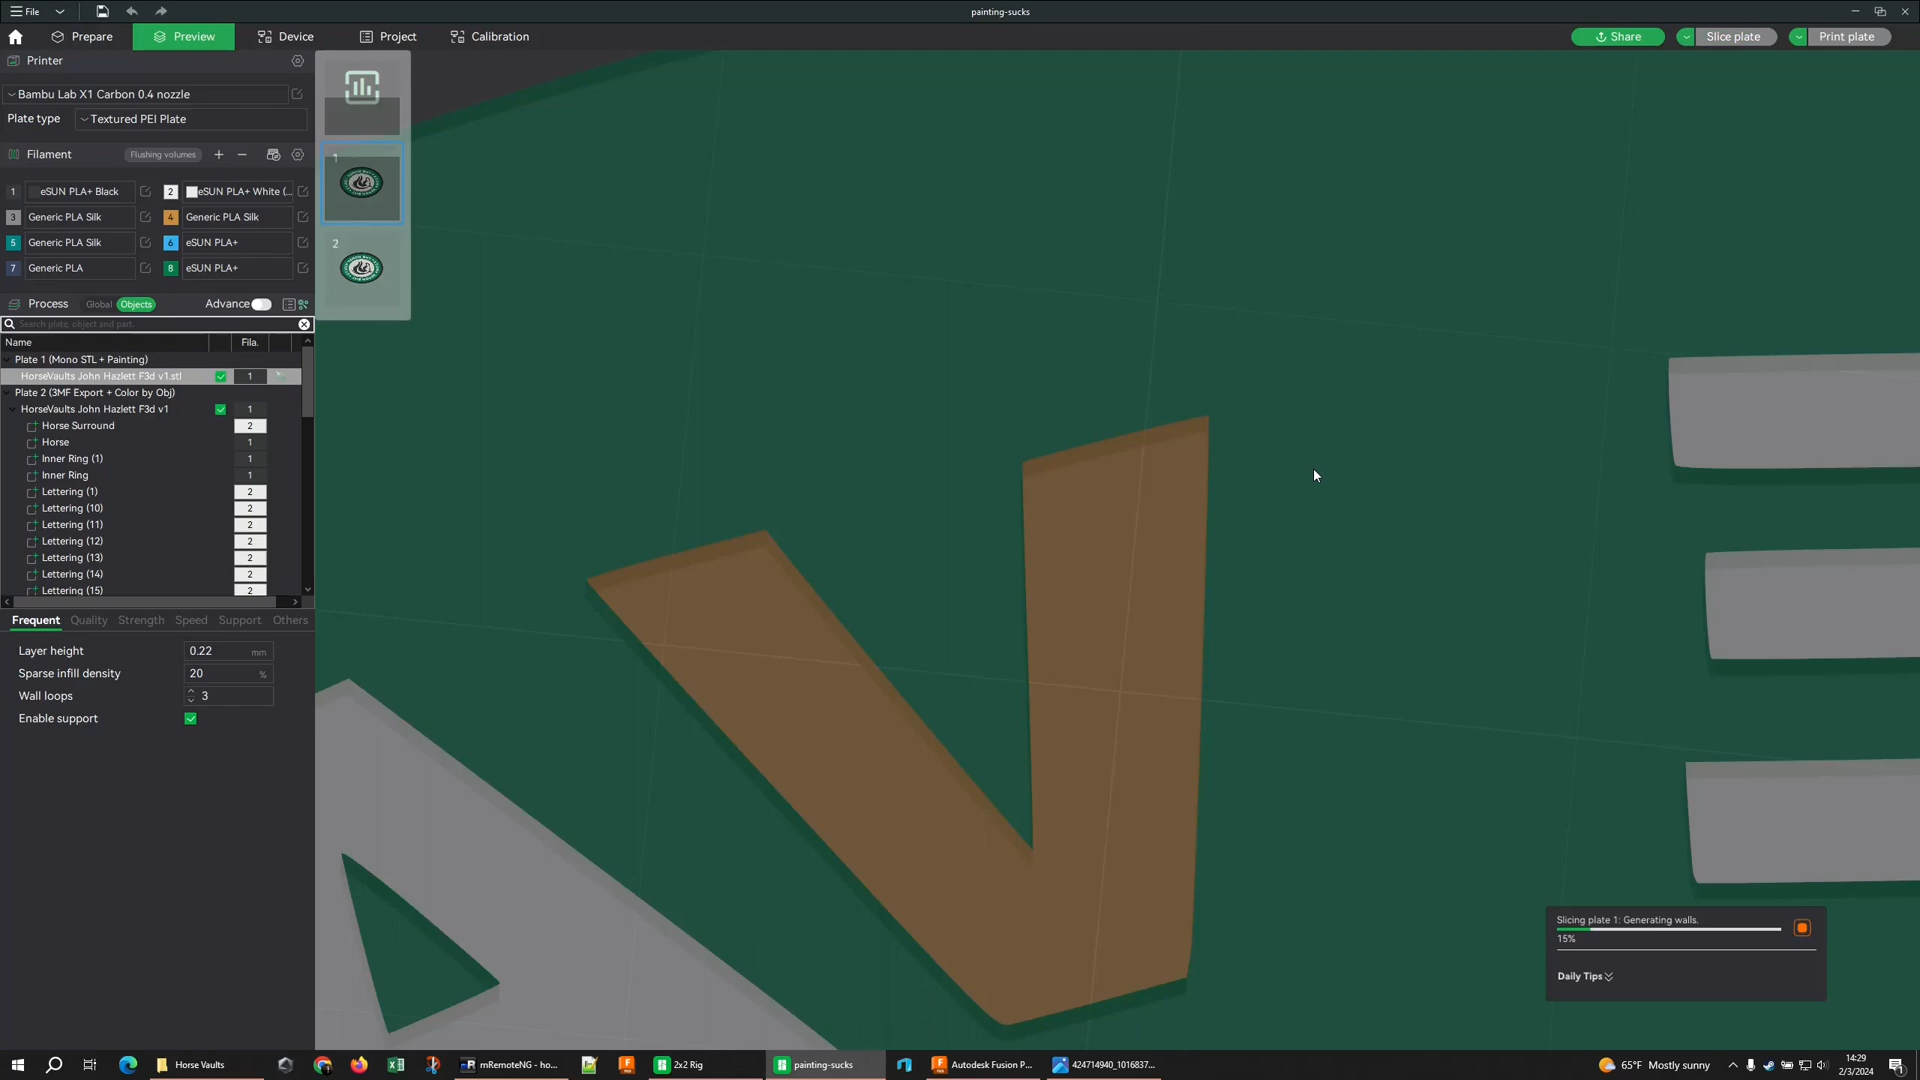 File
painting-sucks
Prepare
Preview
Device
Project
Calibration
Share
Slice plate
Print plate
Printer
Bambu Lab X1 Carbon 0.4 nozzle
Plate type
Textured PEI Plate
Filament
Flushing volumes
1 eSUN PLA+ Black
2 eSUN PLA+ White (...
3 Generic PLA Silk
4 Generic PLA Silk
5 Generic PLA Silk
6 eSUN PLA+
7 Generic PLA
8 eSUN PLA+
Process
Global
Objects
Advance
Search plate, object and part.
Name
Fila.
Plate 1 (Mono STL + Painting)
HorseVaults John Hazlett F3d v1.stl 1
Plate 2 (3MF Export + Color by Obj)
HorseVaults John Hazlett F3d v1 1
Horse Surround 2
Horse 1
Inner Ring (1) 1
Inner Ring 1
Lettering (1) 2
Lettering (10) 2
Lettering (11) 2
Lettering (12) 2
Lettering (13) 2
Lettering (14) 2
Lettering (15) 2
Frequent
Quality
Strength
Speed
Support
Others
Layer height 0.22 mm
Sparse infill density 20 %
Wall loops 3
Enable support
1
2
Slicing plate 1: Generating walls.
15%
Daily Tips
Horse Vaults
mRemoteNG - ho...
2x2 Rig
painting-sucks
Autodesk Fusion P...
424714940_1016837...
65°F Mostly sunny
14:29
2/3/2024